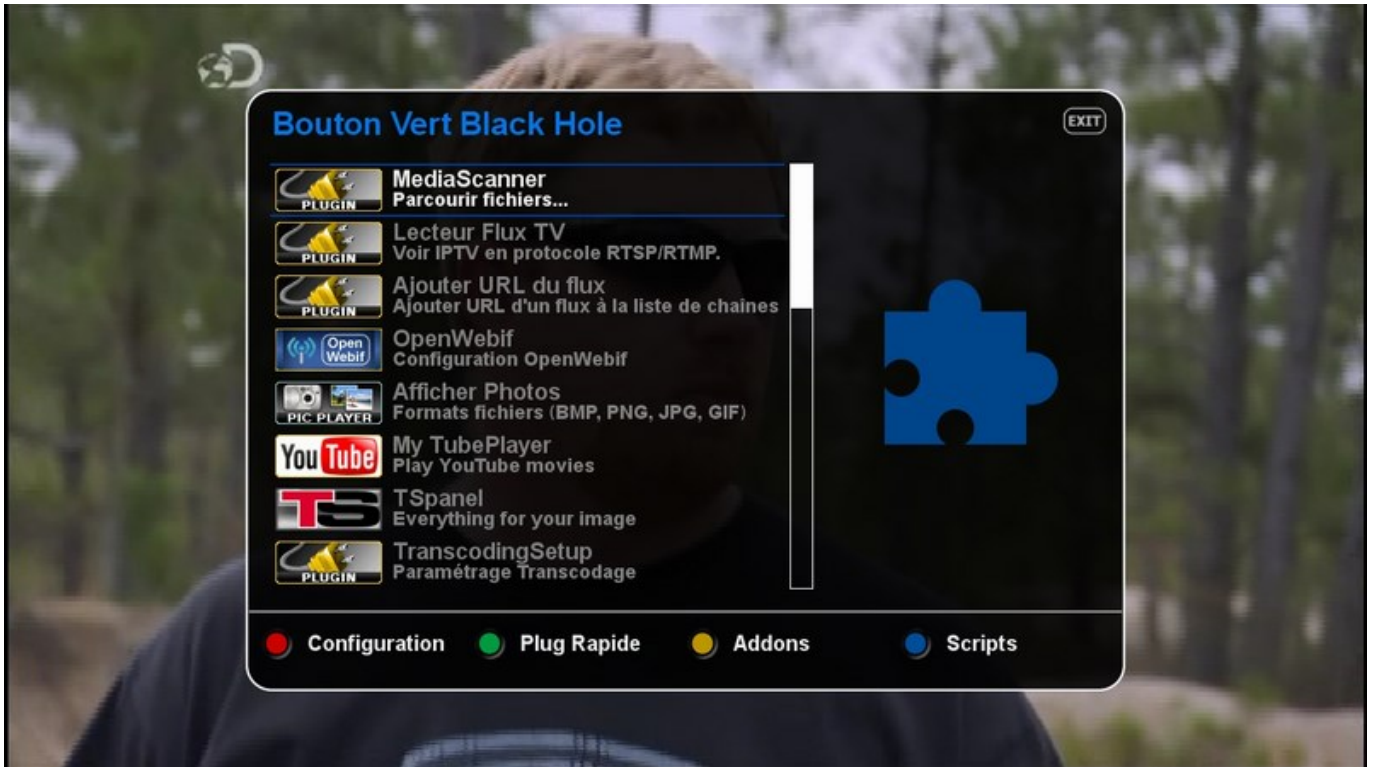 D
Bouton Vert Black Hole
EXIT
PLUGIN
MediaScanner
Parcourir fichiers...
PLUGIN
Lecteur Flux TV
Voir IPTV en protocole RTSP/RTMP.
PLUGIN
Ajouter URL du flux
Ajouter URL d'un flux à la liste de chaines
Open
Webif
OpenWebif
Configuration OpenWebif
PIC PLAYER
Afficher Photos
Formats fichiers (BMP, PNG, JPG, GIF)
YouTube
My TubePlayer
Play YouTube movies
TS
TSpanel
Everything for your image
PLUGIN
TranscodingSetup
Paramétrage Transcodage
Configuration
Plug Rapide
Addons
Scripts